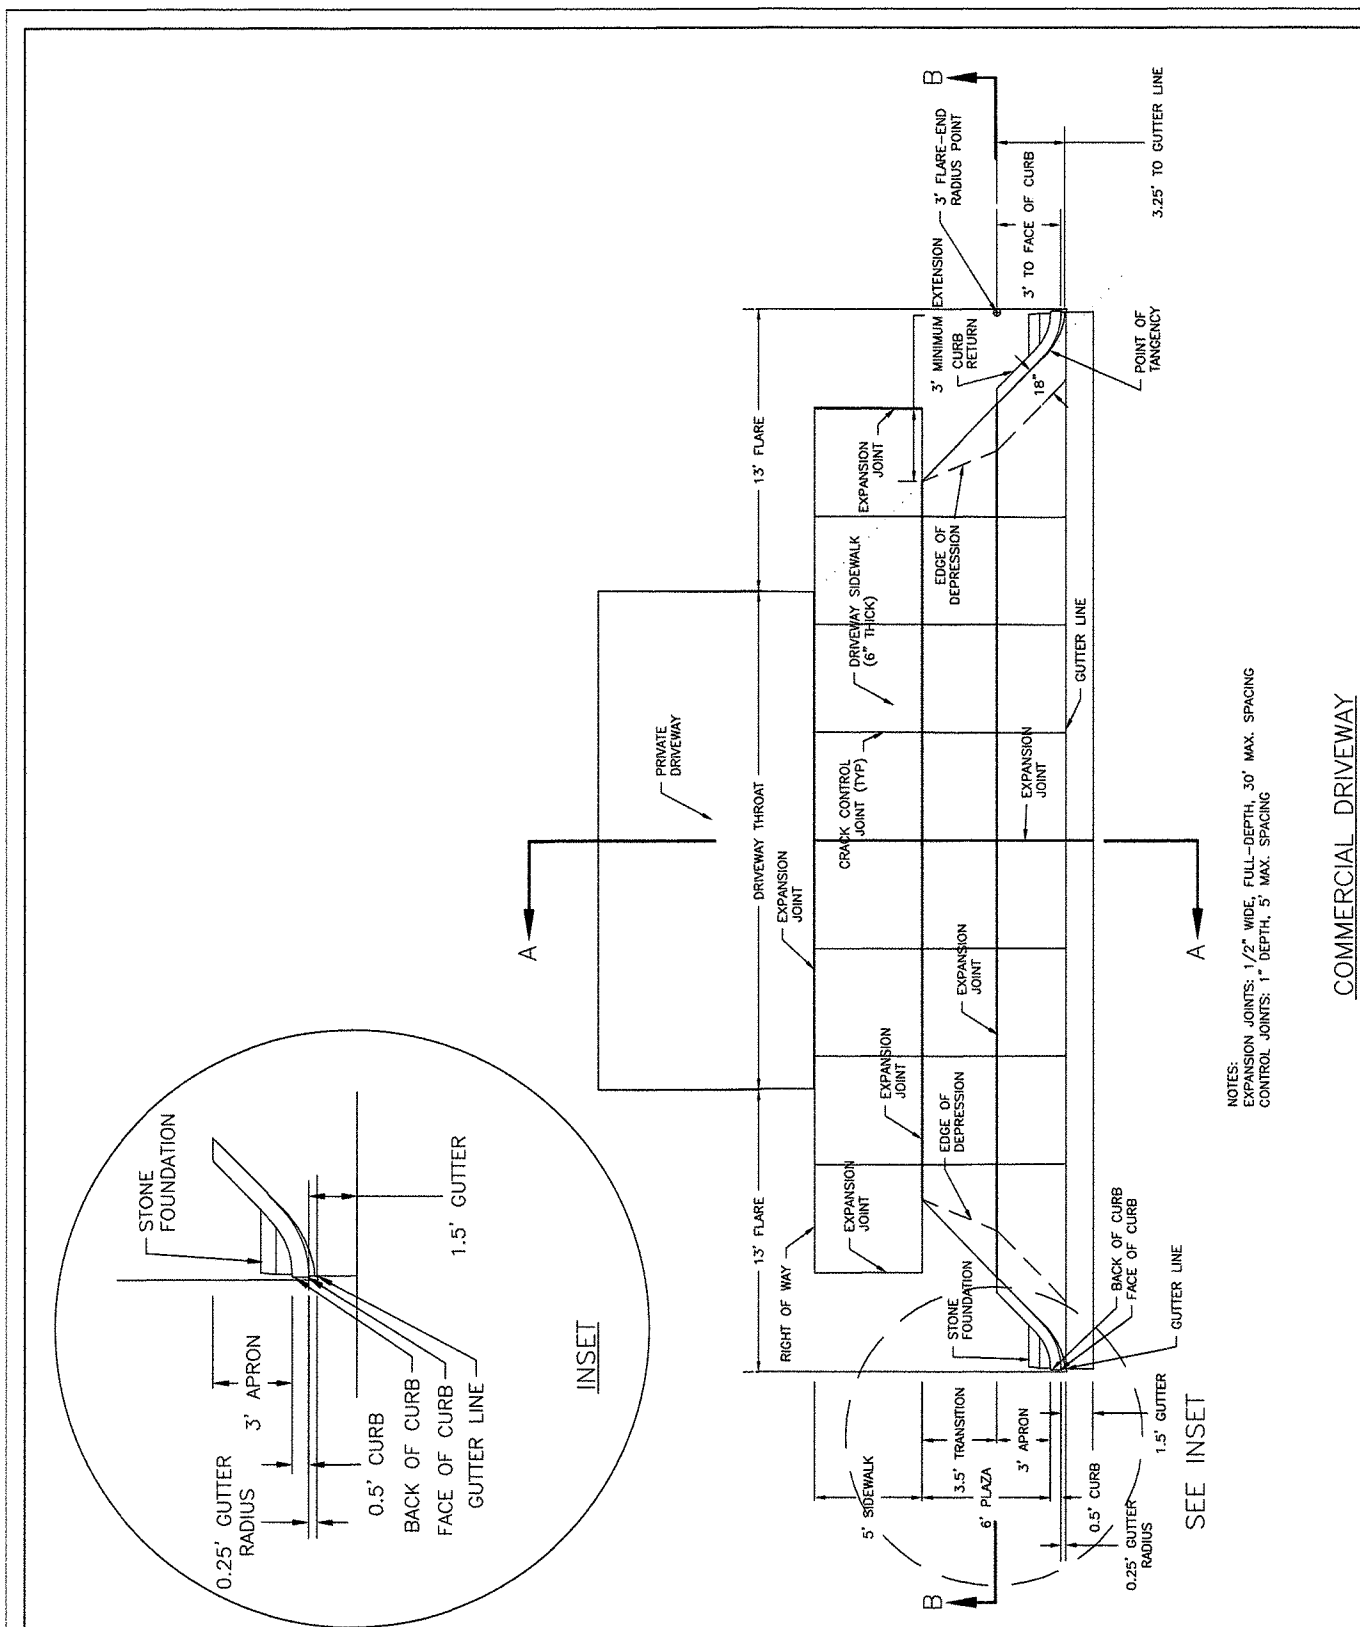 B
3' FLARE-END
RADIUS POINT
3.25' TO GUTTER LINE
3' TO FACE OF CURB
3' MINIMUM EXTENSION
CURB
RETURN
18"
POINT OF
TANGENCY
13' FLARE
EXPANSION
JOINT
EDGE OF
DEPRESSION
DRIVEWAY SIDEWALK
(6" THICK)
GUTTER LINE
PRIVATE
DRIVEWAY
CRACK CONTROL
JOINT (TYP)
EXPANSION
JOINT
DRIVEWAY THROAT
EXPANSION
JOINT
A
A
EXPANSION
JOINT
EXPANSION
JOINT
EDGE OF
DEPRESSION
13' FLARE
RIGHT OF WAY
EXPANSION
JOINT
STONE
FOUNDATION
BACK OF CURB
FACE OF CURB
GUTTER LINE
5' SIDEWALK
3.5' TRANSITION
3' APRON
6' PLAZA
0.5' CURB
1.5' GUTTER
0.25' GUTTER
RADIUS
SEE INSET
B
STONE
FOUNDATION
1.5' GUTTER
3' APRON
0.25' GUTTER
RADIUS
0.5' CURB
BACK OF CURB
FACE OF CURB
GUTTER LINE
INSET
NOTES:
EXPANSION JOINTS: 1/2" WIDE, FULL-DEPTH, 30' MAX. SPACING
CONTROL JOINTS: 1" DEPTH, 5' MAX. SPACING
COMMERCIAL DRIVEWAY